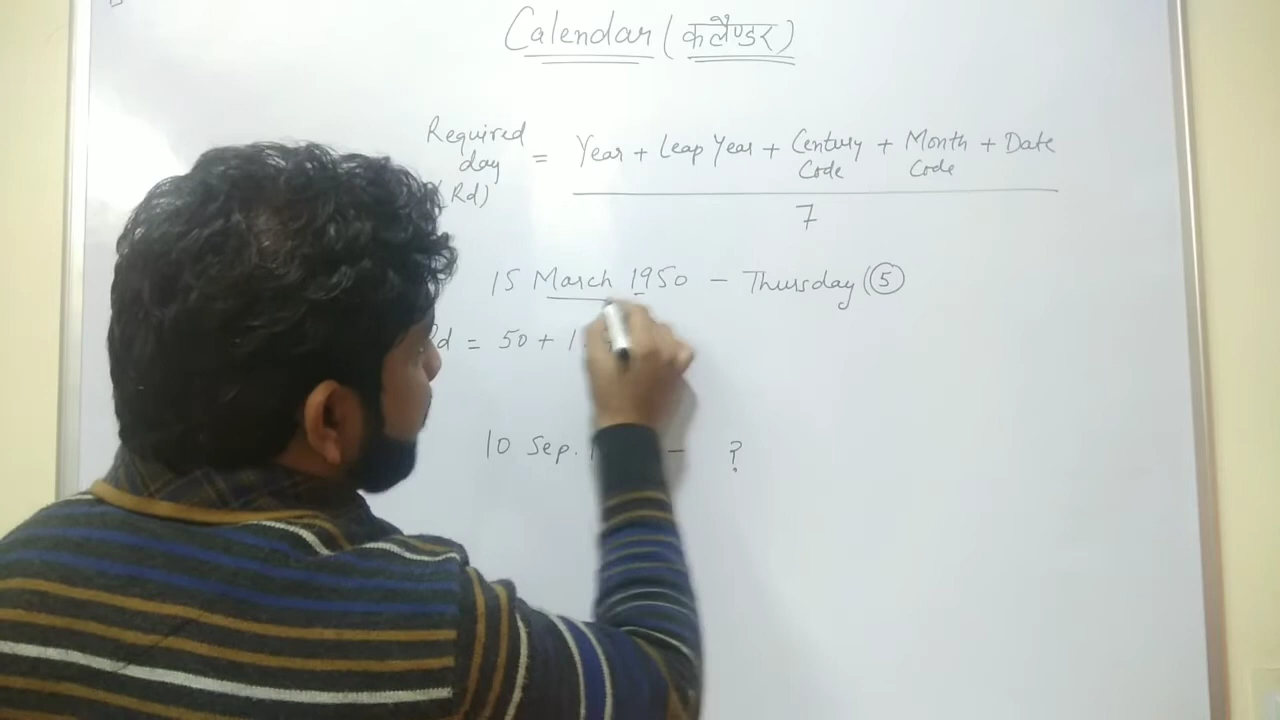 Calendar (कलैण्डर)
Required day (Rd) = Year + Leap Year + Century Code + Month Code + Date
7
15 March 1950 - Thursday (5)
Rd = 50 + 1
10 Sep. - ?